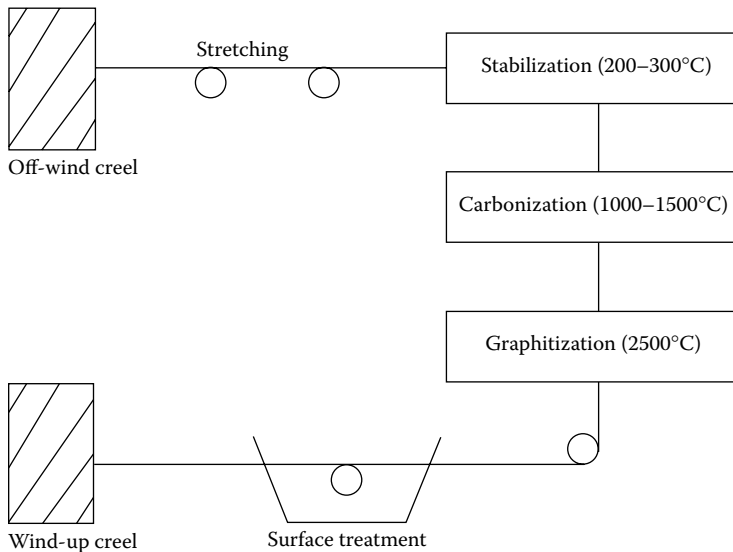 Stretching
Stabilization (200–300°C)
Off-wind creel
Carbonization (1000–1500°C)
Graphitization (2500°C)
Wind-up creel
Surface treatment